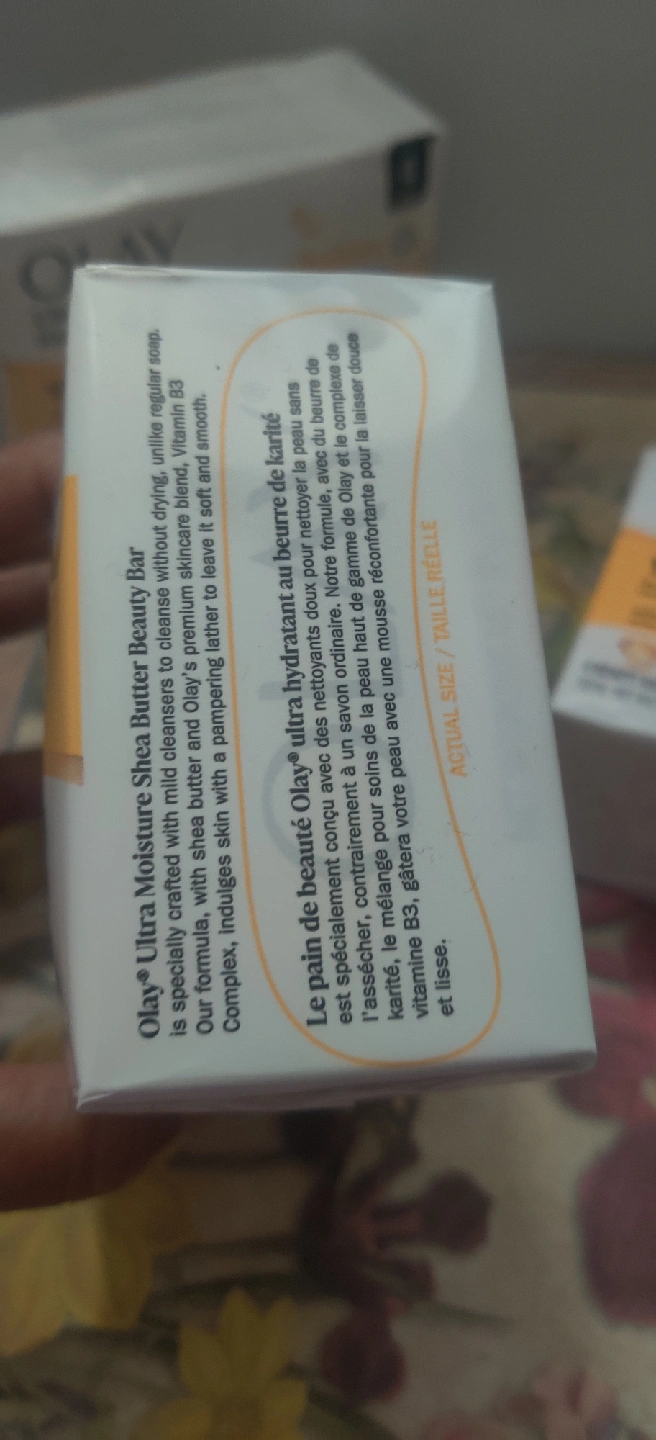 OLAY
Olay® Ultra Moisture Shea Butter Beauty Bar
is specially crafted with mild cleansers to cleanse without drying, unlike regular soap.
Our formula, with shea butter and Olay's premium skincare blend, Vitamin B3
Complex, indulges skin with a pampering lather to leave it soft and smooth.
Le pain de beauté Olay® ultra hydratant au beurre de karité
est spécialement conçu avec des nettoyants doux pour nettoyer la peau sans
l'assécher, contrairement à un savon ordinaire. Notre formule, avec du beurre de
karité, le mélange pour soins de la peau haut de gamme de Olay et le complexe de
vitamine B3, gâtera votre peau avec une mousse réconfortante pour la laisser douce
et lisse.
ACTUAL SIZE / TAILLE RÉELLE